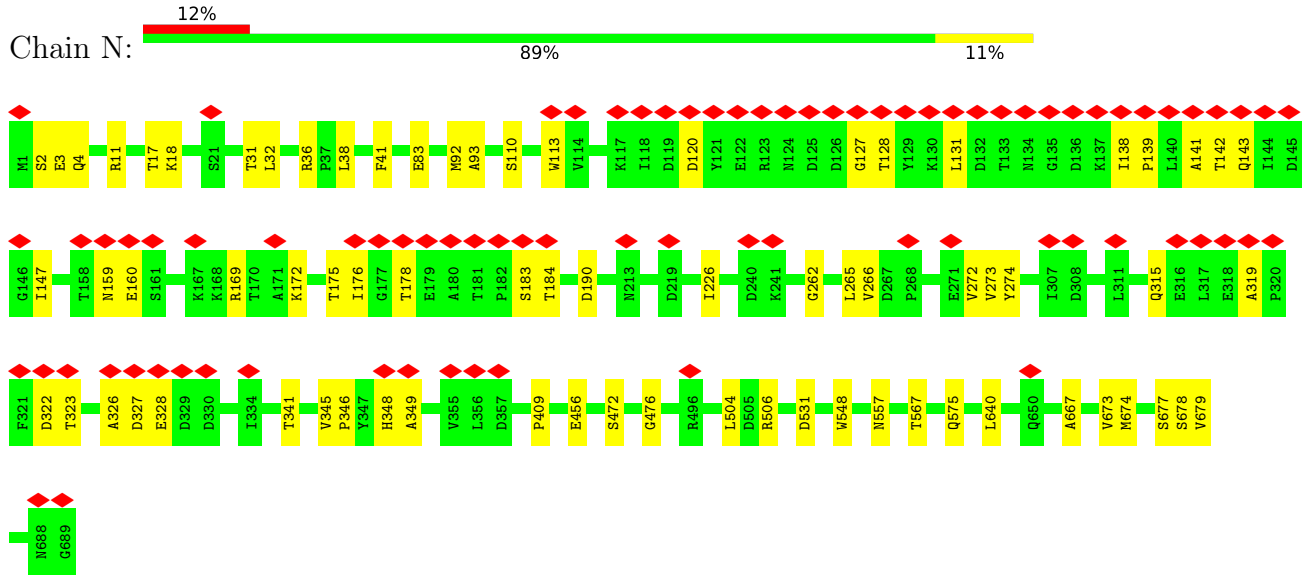 12%
Chain N:
89% 11%
M1 S2 E3 Q4 R11 T17 K18 S21 T31 L32 R36 P37 L38 F41 E83 M92 A93 S110 W113 V114 K117 I118 D119 D120 Y121 E122 R123 N124 D125 D126 G127 T128 Y129 K130 L131 D132 T133 N134 G135 D136 K137 I138 P139 L140 A141 T142 Q143 I144 D145
G146 I147 T158 N159 E160 S161 K167 K168 R169 T170 A171 K172 T175 I176 G177 T178 E179 A180 T181 P182 S183 T184 D190 N213 D219 I226 D240 K241 G262 L265 V266 D267 P268 E271 V272 V273 Y274 I307 D308 L311 Q315 E316 L317 E318 A319 P320
F321 D322 T323 A326 D327 E328 D329 D330 I334 T341 V345 P346 Y347 H348 A349 V355 L356 D357 P409 E456 S472 G476 R496 L504 D505 R506 D531 W548 N557 T567 Q575 L640 Q650 A667 V673 M674 S677 S678 V679
N688 G689